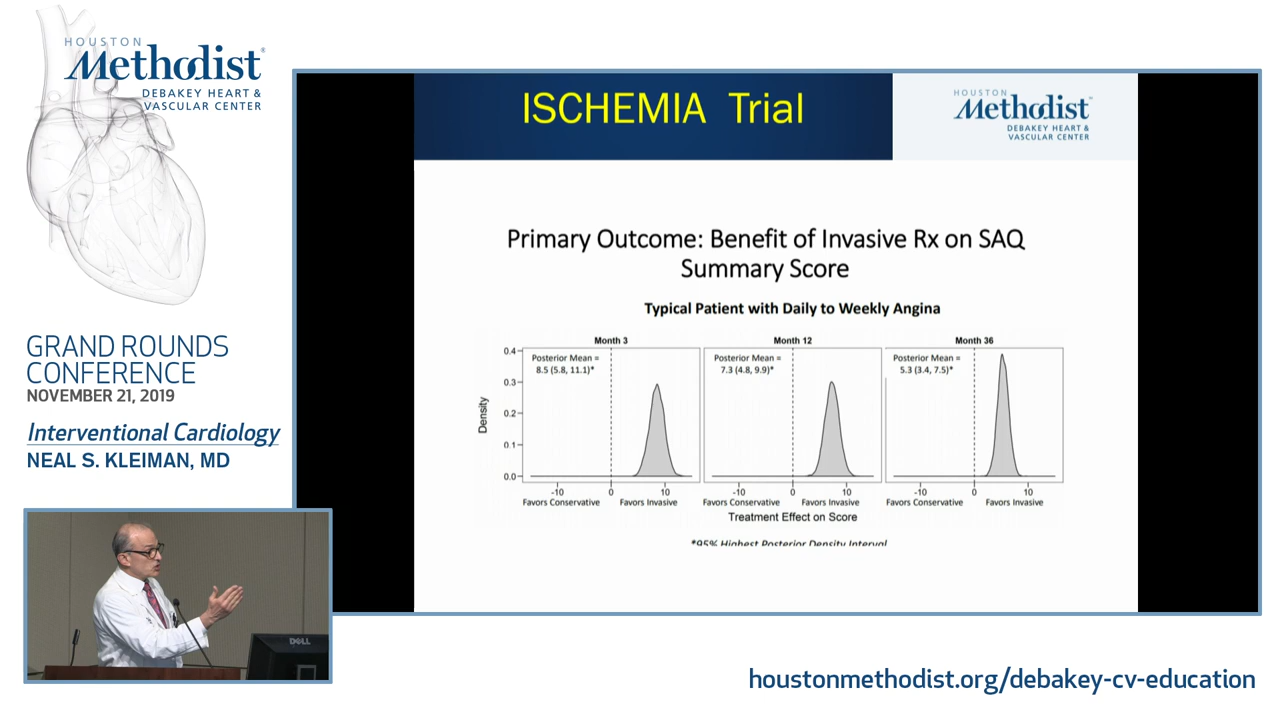 HOUSTON
Methodist®
DEBAKEY HEART &
VASCULAR CENTER
GRAND ROUNDS
CONFERENCE
NOVEMBER 21, 2019
Interventional Cardiology
NEAL S. KLEIMAN, MD
ISCHEMIA Trial
HOUSTON
Methodist
DEBAKEY HEART &
VASCULAR CENTER
Primary Outcome: Benefit of Invasive Rx on SAQ
Summary Score
Typical Patient with Daily to Weekly Angina
Month 3 Month 12 Month 36
Posterior Mean = Posterior Mean = Posterior Mean =
8.5 (5.8, 11.1)* 7.3 (4.8, 9.9)* 5.3 (3.4, 7.5)*
Density
0.4
0.3
0.2
0.1
0.0
-10 0 10 -10 0 10 -10 0 10
Favors Conservative Favors Invasive Favors Conservative Favors Invasive Favors Conservative Favors Invasive
Treatment Effect on Score
*95% Highest Posterior Density Interval
DELL
houstonmethodist.org/debakey-cv-education